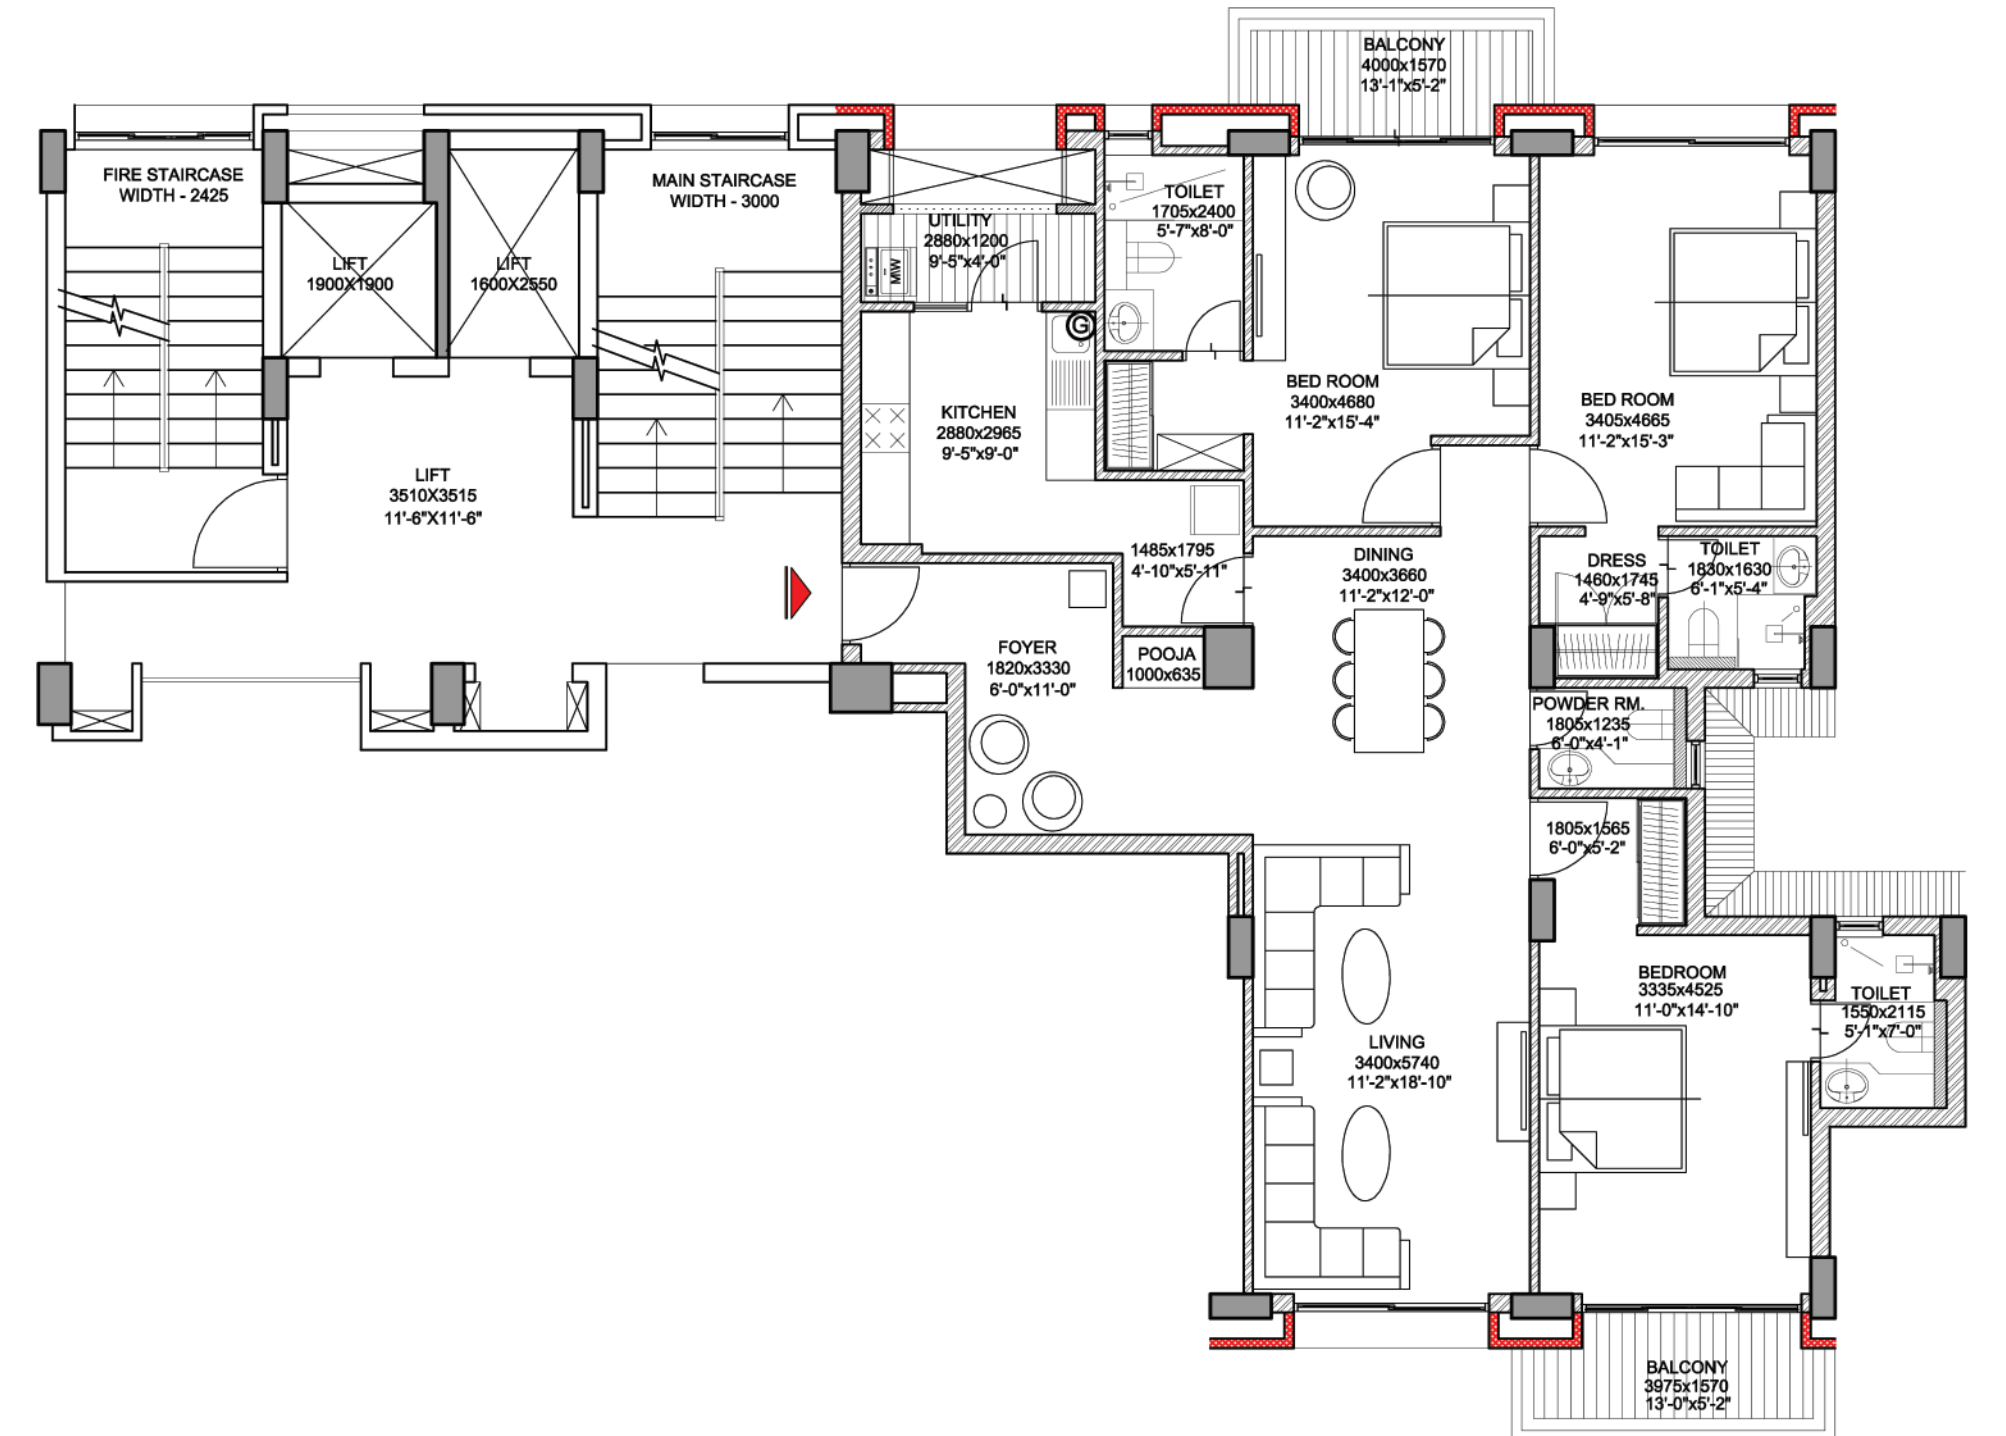 BALCONY
4000x1570
13'-1"x5'-2"
FIRE STAIRCASE
WIDTH - 2425
MAIN STAIRCASE
WIDTH - 3000
LIFT
1900X1900
LIFT
1600X2550
UTILITY
2880x1200
9'-5"x4'-0"
MW
TOILET
1705x2400
5'-7"x8'-0"
G
KITCHEN
2880x2965
9'-5"x9'-0"
BED ROOM
3400x4680
11'-2"x15'-4"
BED ROOM
3405x4665
11'-2"x15'-3"
LIFT
3510X3515
11'-6"X11'-6"
1485x1795
4'-10"x5'-11"
DINING
3400x3660
11'-2"x12'-0"
DRESS
1460x1745
4'-9"x5'-8"
TOILET
1830x1630
6'-1"x5'-4"
FOYER
1820x3330
6'-0"x11'-0"
POOJA
1000x635
POWDER RM.
1805x1235
6'-0"x4'-1"
1805x1565
6'-0"x5'-2"
BEDROOM
3335x4525
11'-0"x14'-10"
TOILET
1550x2115
5'-1"x7'-0"
LIVING
3400x5740
11'-2"x18'-10"
BALCONY
3975x1570
13'-0"x5'-2"